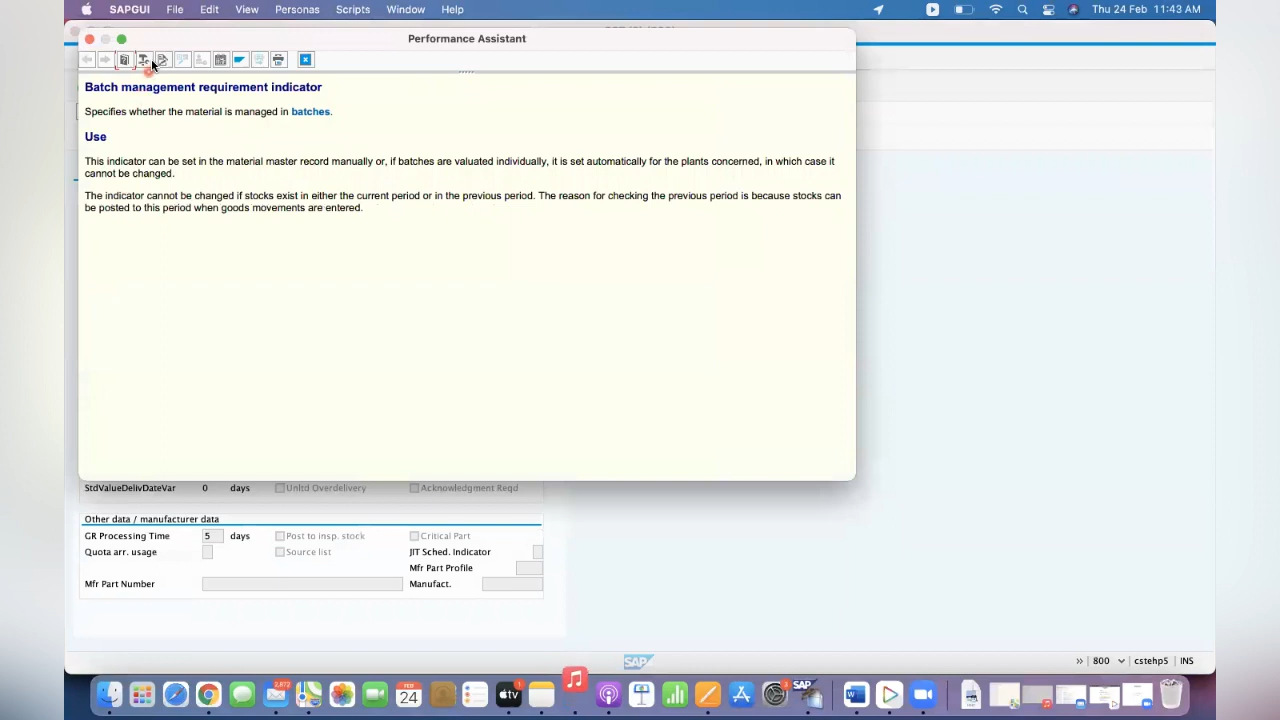 SAPGUI File Edit View Personas Scripts Window Help Thu 24 Feb 11:43 AM
Performance Assistant
Batch management requirement indicator
Specifies whether the material is managed in batches.
Use
This indicator can be set in the material master record manually or, if batches are valuated individually, it is set automatically for the plants concerned, in which case it
cannot be changed.
The indicator cannot be changed if stocks exist in either the current period or in the previous period. The reason for checking the previous period is because stocks can
be posted to this period when goods movements are entered.
StdValueDelivDateVar 0 days Unltd Overdelivery Acknowledgment Reqd
Other data / manufacturer data
GR Processing Time 5 days Post to insp. stock Critical Part
Quota arr. usage Source list JIT Sched. Indicator
Mfr Part Profile
Mfr Part Number Manufact.
SAP » 800 cstehp5 INS
FEB
24
tv
SAP